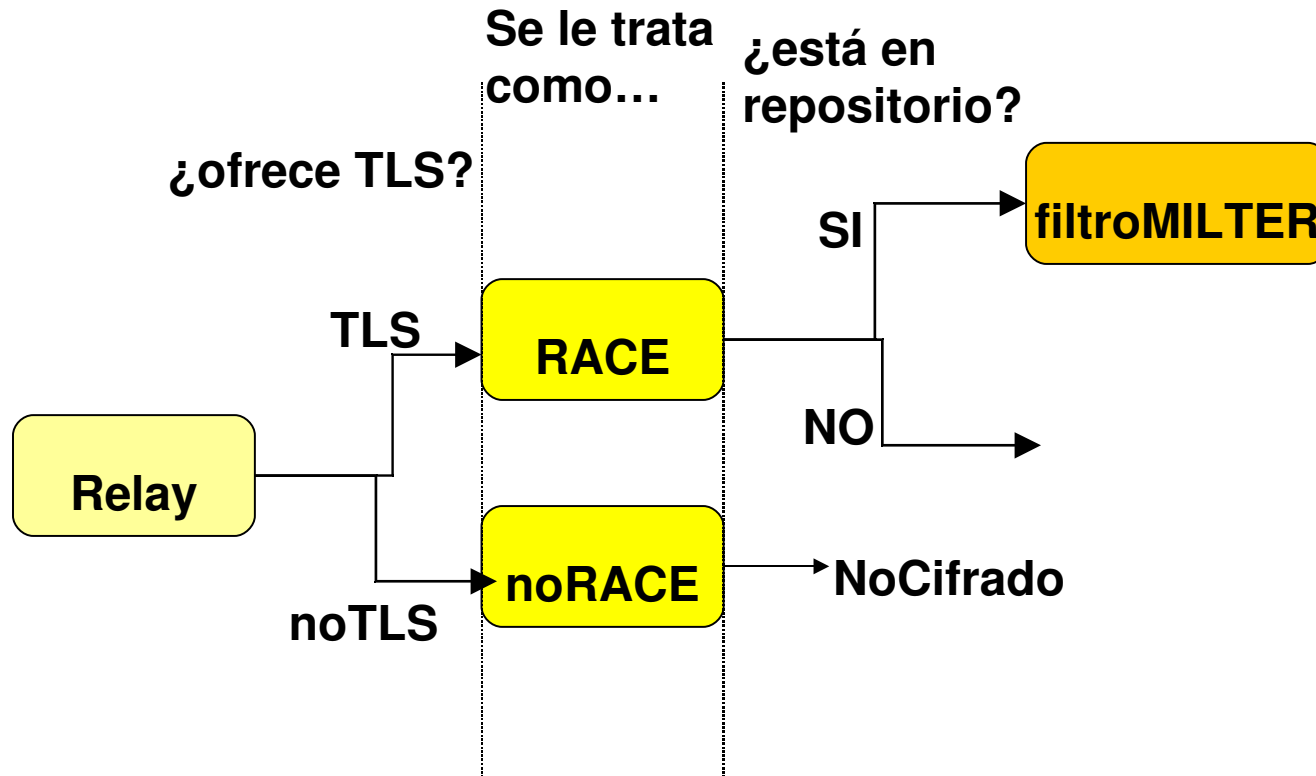 Se le trata
como…
¿está en
repositorio?
¿ofrece TLS?
SI
filtroMILTER
TLS
RACE
NO
Relay
noRACE
NoCifrado
noTLS